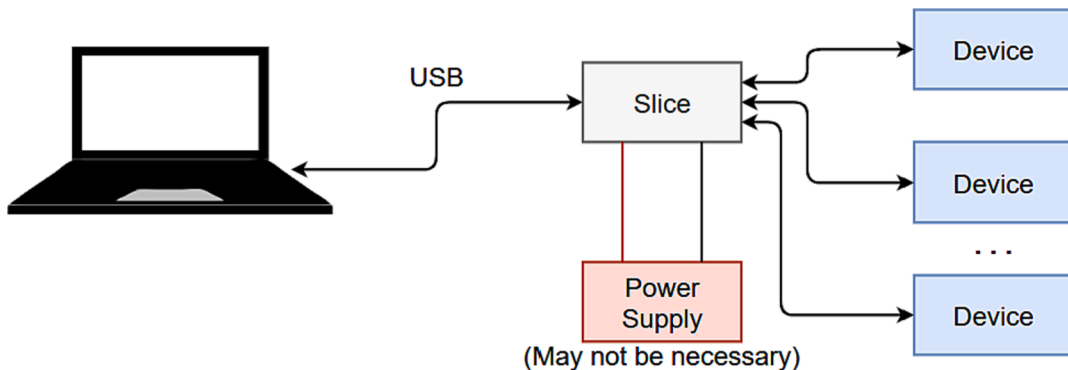 USB
Slice
Power
Supply
(May not be necessary)
Device
Device
...
Device